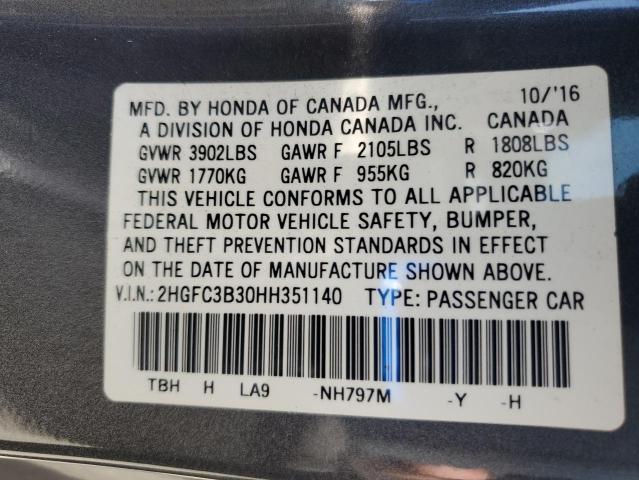 MFD. BY HONDA OF CANADA MFG., 10/'16
A DIVISION OF HONDA CANADA INC. CANADA
GVWR 3902LBS GAWR F 2105LBS R 1808LBS
GVWR 1770KG GAWR F 955KG R 820KG
THIS VEHICLE CONFORMS TO ALL APPLICABLE
FEDERAL MOTOR VEHICLE SAFETY, BUMPER,
AND THEFT PREVENTION STANDARDS IN EFFECT
ON THE DATE OF MANUFACTURE SHOWN ABOVE.
V.I.N.: 2HGFC3B30HH351140 TYPE: PASSENGER CAR
TBH H LA9 -NH797M -Y -H